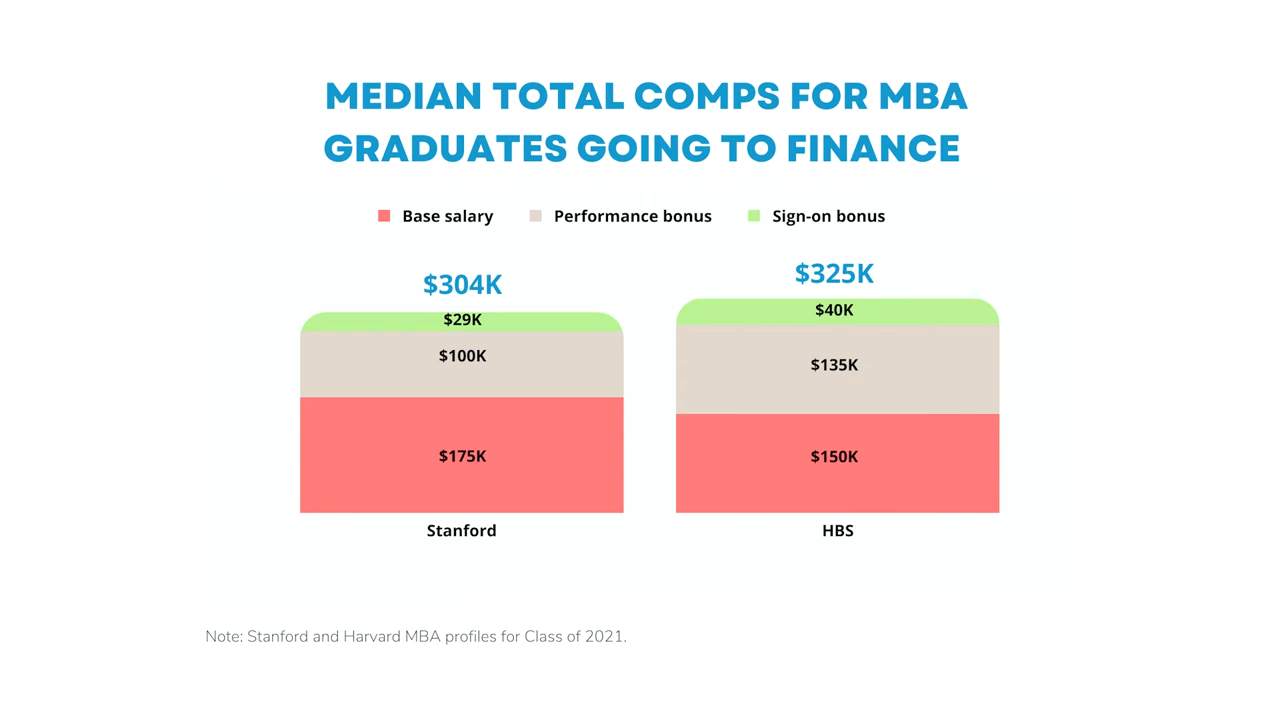 MEDIAN TOTAL COMPS FOR MBA
GRADUATES GOING TO FINANCE
Base salary Performance bonus Sign-on bonus
$304K
$29K
$100K
$175K
Stanford
$325K
$40K
$135K
$150K
HBS
Note: Stanford and Harvard MBA profiles for Class of 2021.